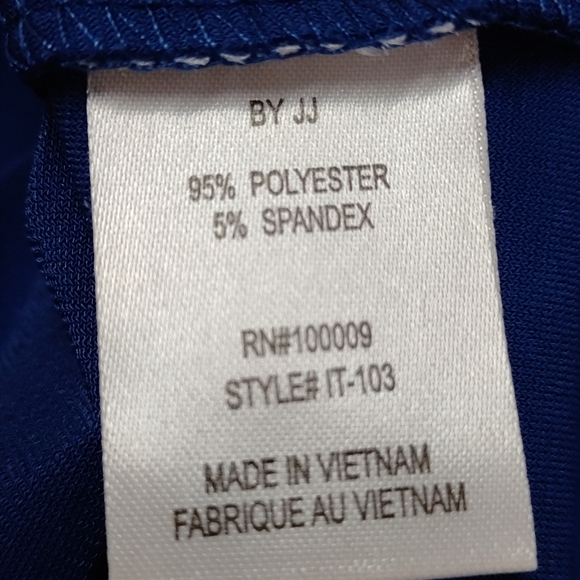 BY JJ
95% POLYESTER
5% SPANDEX
RN#100009
STYLE# IT-103
MADE IN VIETNAM
FABRIQUE AU VIETNAM